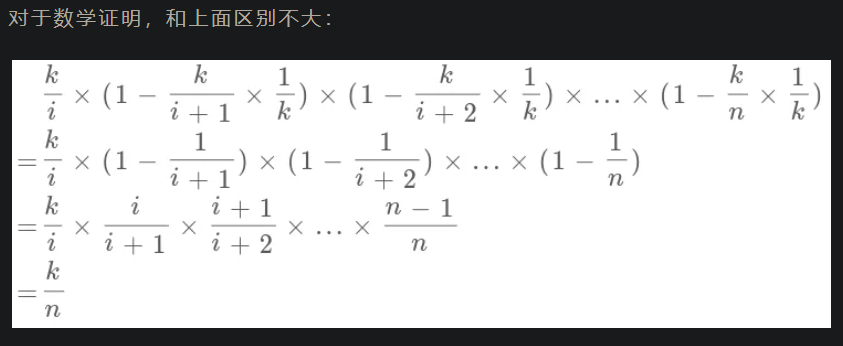 对于数学证明，和上面区别不大：
$\frac{k}{i} \times (1 - \frac{k}{i+1} \times \frac{1}{k}) \times (1 - \frac{k}{i+2} \times \frac{1}{k}) \times \ldots \times (1 - \frac{k}{n} \times \frac{1}{k})$
$= \frac{k}{i} \times (1 - \frac{1}{i+1}) \times (1 - \frac{1}{i+2}) \times \ldots \times (1 - \frac{1}{n})$
$= \frac{k}{i} \times \frac{i}{i+1} \times \frac{i+1}{i+2} \times \ldots \times \frac{n-1}{n}$
$= \frac{k}{n}$